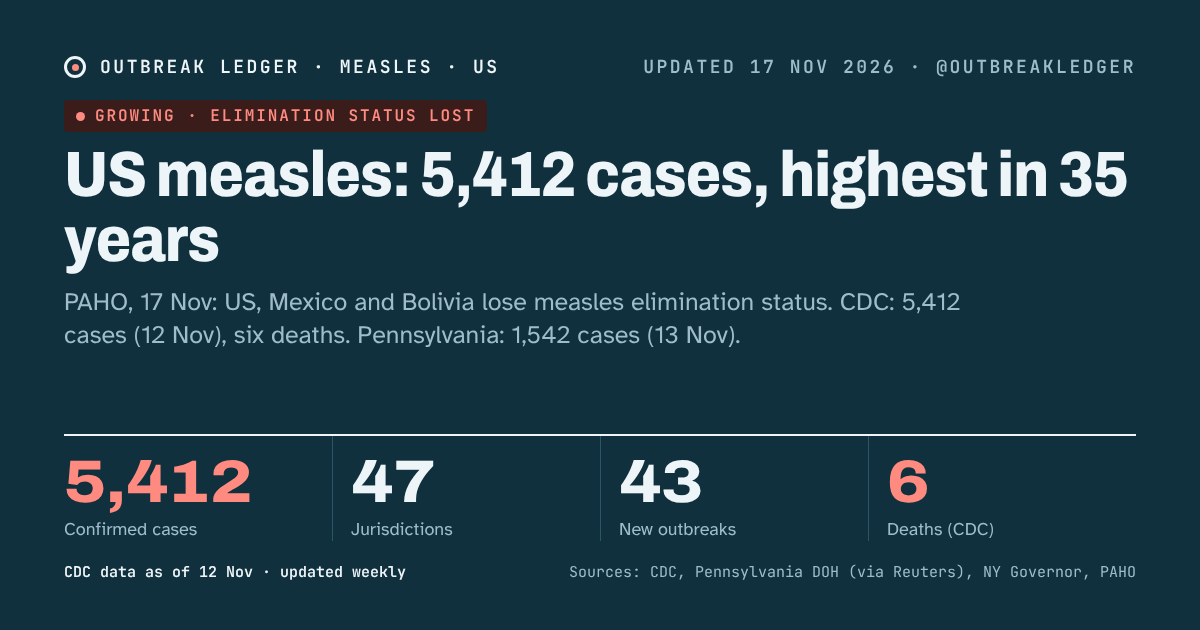 OUTBREAK LEDGER · MEASLES · US
UPDATED 17 NOV 2026 · @OUTBREAKLEDGER
GROWING · ELIMINATION STATUS LOST
US measles: 5,412 cases, highest in 35
years
PAHO, 17 Nov: US, Mexico and Bolivia lose measles elimination status. CDC: 5,412
cases (12 Nov), six deaths. Pennsylvania: 1,542 cases (13 Nov).
5,412
Confirmed cases
47
Jurisdictions
43
New outbreaks
6
Deaths (CDC)
CDC data as of 12 Nov · updated weekly
Sources: CDC, Pennsylvania DOH (via Reuters), NY Governor, PAHO